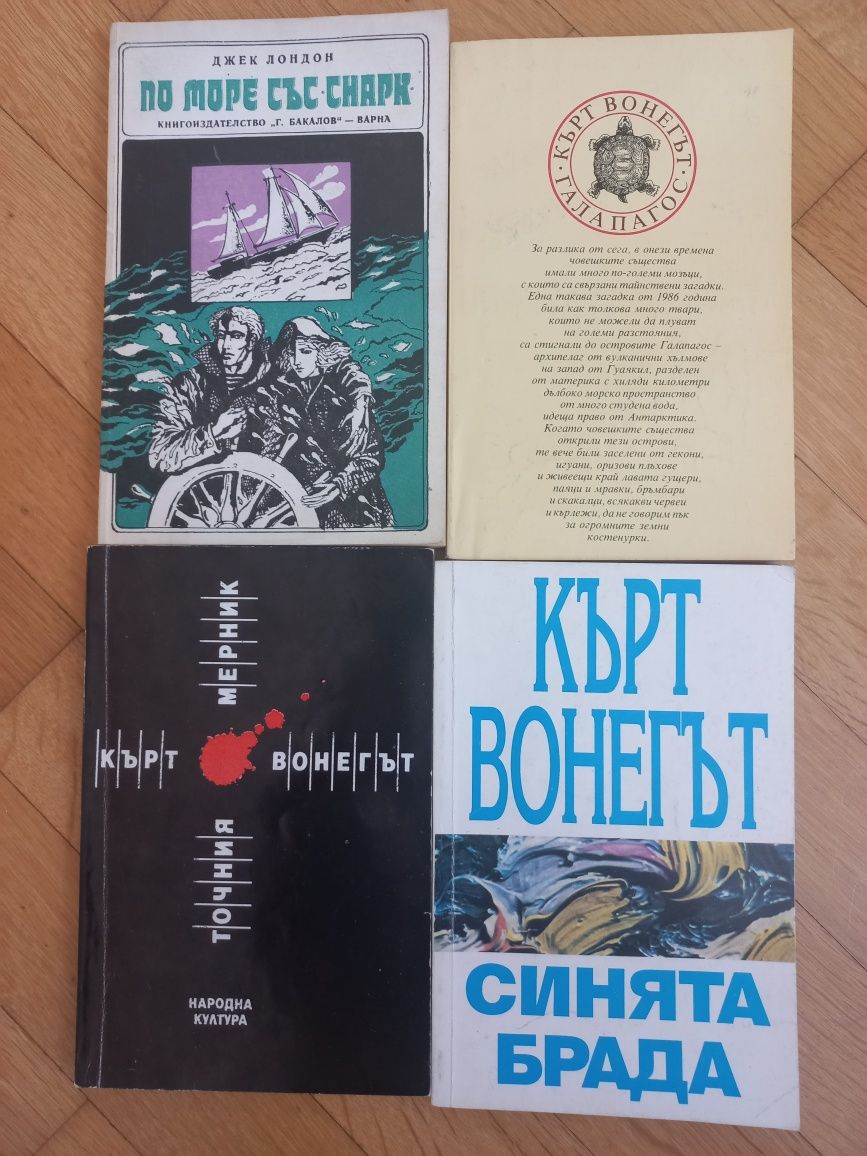 ДЖЕК ЛОНДОН
ПО МОРЕ СЪС СНАРК
КНИГОИЗДАТЕЛСТВО „Г. БАКАЛОВ“ — ВАРНА
· КЪРТ ВОНЕГЪТ ·
ГАЛАПАГОС
За разлика от сега, в онези времена
човешките същества
имали много по-големи мозъци,
с които са свързани тайнствени загадки.
Една такава загадка от 1986 година
била как толкова много твари,
които не можели да плуват
на големи разстояния,
са стигнали до островите Галапагос –
архипелаг от вулканични хълмове
на запад от Гуаякил, разделен
от материка с хиляди километри
дълбоко морско пространство
от много студена вода,
идеща право от Антарктика.
Когато човешките същества
открили тези острови,
те вече били заселени от гекони,
игуани, оризови плъхове
и живеещи край лавата гущери,
паяци и мравки, бръмбари
и скакалци, всякакви червеи
и кърлежи, да не говорим пък
за огромните земни
костенурки.
КЪРТ ВОНЕГЪТ
ТОЧНИЯ МЕРНИК
НАРОДНА
КУЛТУРА
КЪРТ
ВОНЕГЪТ
СИНЯТА
БРАДА